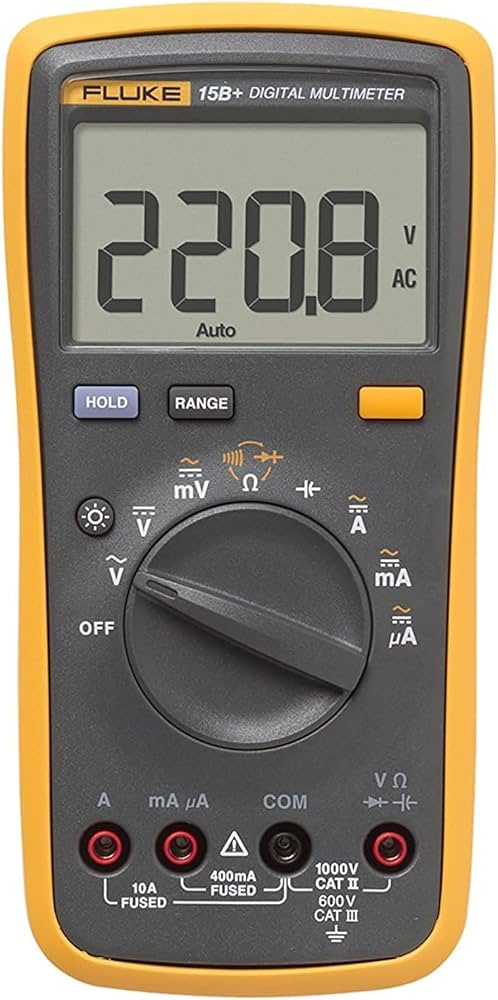 FLUKE 15B+ DIGITAL MULTIMETER
220.8 V AC
Auto
HOLD RANGE
mV Ω
V A
V mA
OFF µA
A mA µA COM V Ω
10A FUSED
400mA FUSED
1000V CAT II
600V CAT III